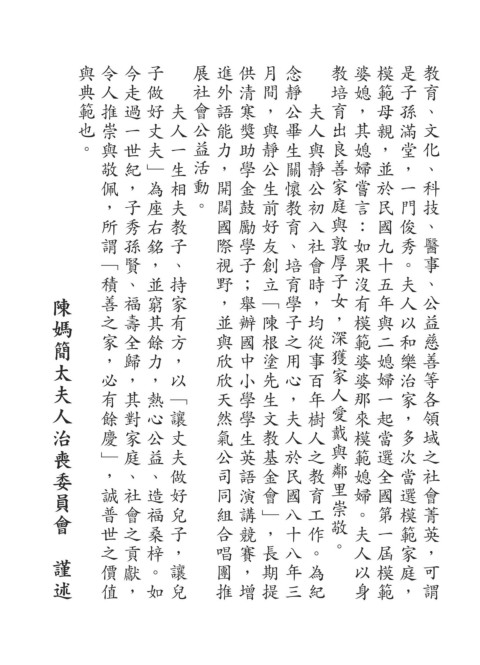 教育、文化、科技、醫事、公益慈善等各領域之社會菁英，可謂
是子孫滿堂，一門俊秀。夫人以和樂治家，多次當選模範家庭，
模範母親，並於民國九十五年與二媳婦一起當選全國第一屆模範
婆媳，其媳婦嘗言：如果沒有模範婆婆那來模範媳婦。夫人以身
教培育出良善家庭與敦厚子女，深獲家人愛戴與鄰里崇敬。
夫人與靜公初入社會時，均從事百年樹人之教育工作。為紀
念靜公畢生關懷教育、培育學子之用心，夫人於民國八十八年三
月間，與靜公生前好友創立「陳根塗先生文教基金會」，長期提
供清寒獎助學金鼓勵學子；舉辦國中小學學生英語演講競賽，增
進外語能力，開闊國際視野，並與欣欣天然氣公司同組合唱團推
展社會公益活動。
夫人一生相夫教子、持家有方，以「讓丈夫做好兒子，讓兒
子做好丈夫」為座右銘，並窮其餘力，熱心公益、造福桑梓。如
今走過一世紀，子秀孫賢、福壽全歸，其對家庭、社會之貢獻，
令人推崇與敬佩，所謂「積善之家，必有餘慶」，誠普世之價值
與典範也。
陳媽簡太夫人治喪委員會　謹述